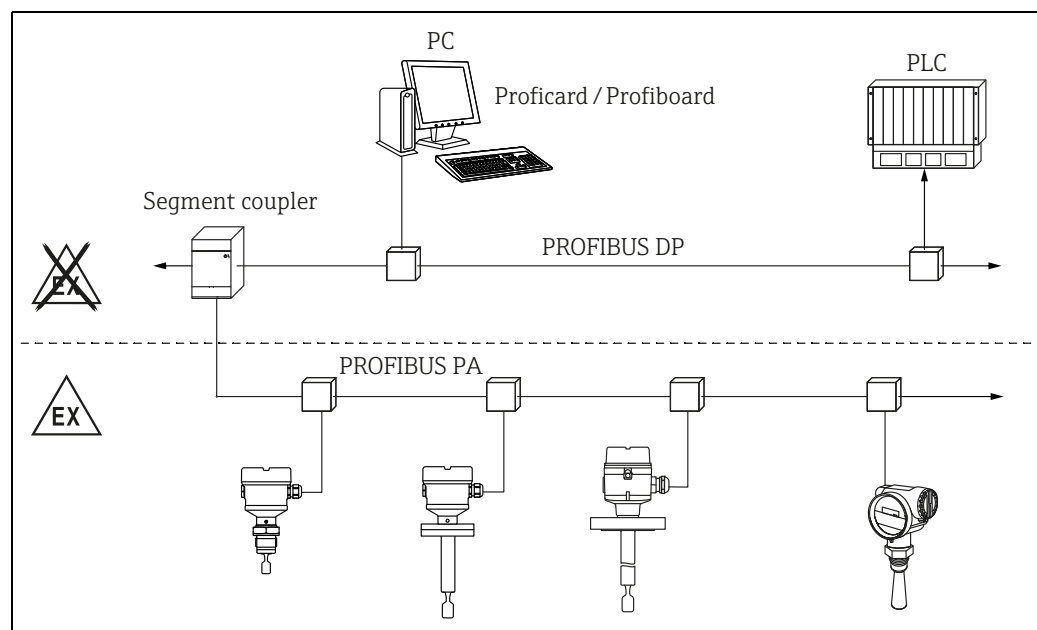 PC
Proficard / Profiboard
PLC
Segment coupler
PROFIBUS DP
EX
PROFIBUS PA
EX